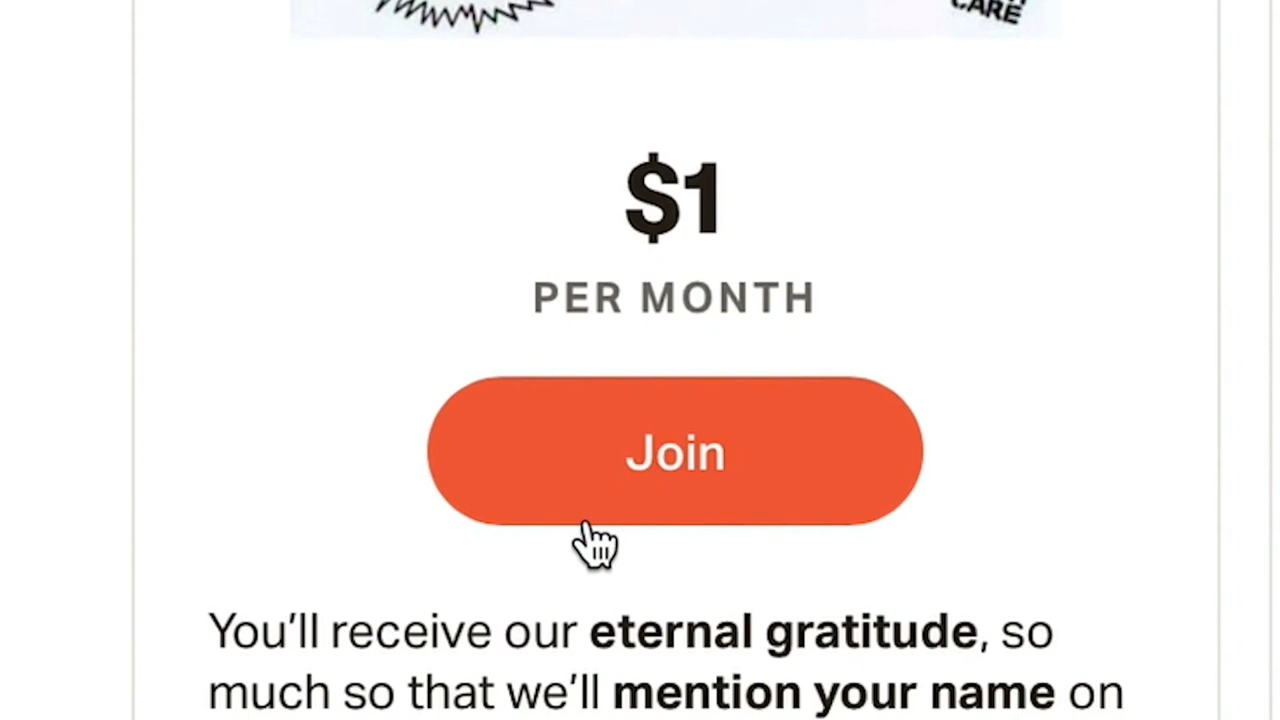 CARE
$1
PER MONTH
Join
You'll receive our eternal gratitude, so
much so that we'll mention your name on